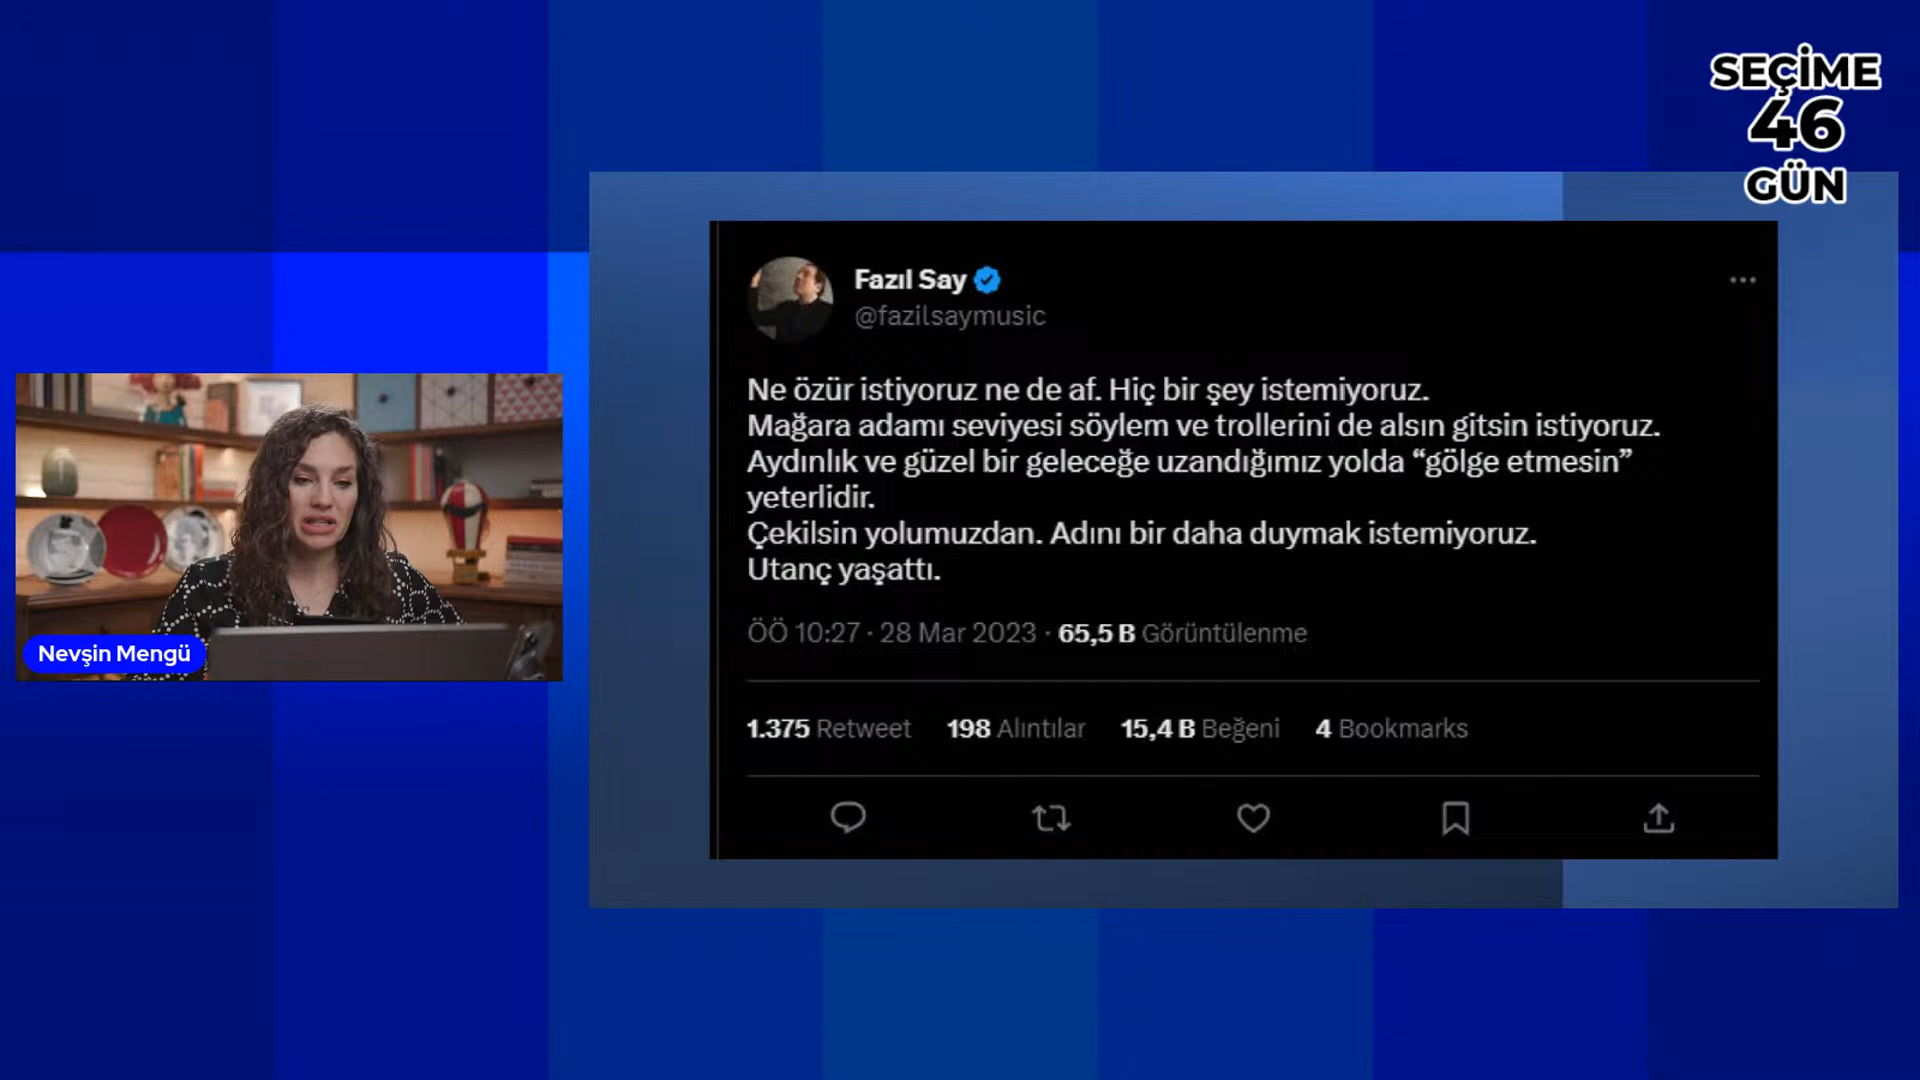 SEÇİME
46
GÜN
Fazıl Say
@fazilsaymusic
Ne özür istiyoruz ne de af. Hiç bir şey istemiyoruz.
Mağara adamı seviyesi söylem ve trollerini de alsın gitsin istiyoruz.
Aydınlık ve güzel bir geleceğe uzandığımız yolda “gölge etmesin”
yeterlidir.
Çekilsin yolumuzdan. Adını bir daha duymak istemiyoruz.
Utanç yaşattı.
ÖÖ 10:27 · 28 Mar 2023 · 65,5 B Görüntülenme
1.375 Retweet 198 Alıntılar 15,4 B Beğeni 4 Bookmarks
Nevşin Mengü